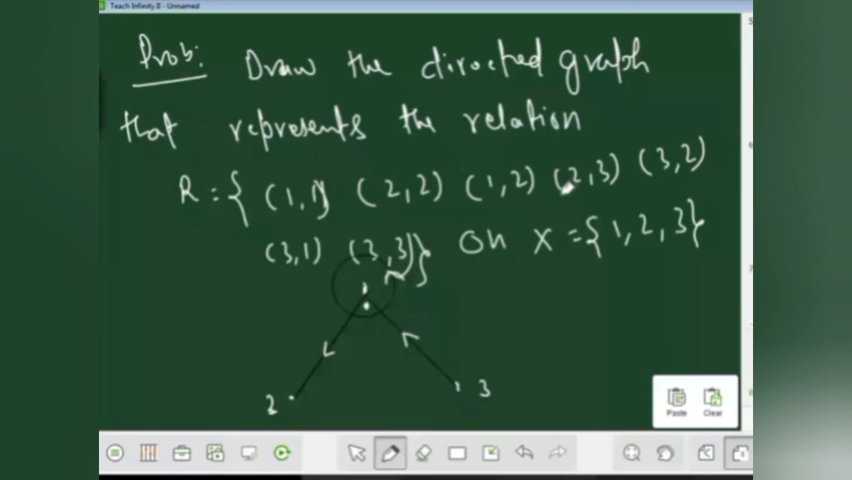 Teach Infinity II - Unnamed
Prob: Draw the directed graph
that represents the relation
R = { (1,1) (2,2) (1,2) (2,3) (3,2)
(3,1) (3,3)} on X = {1,2,3}
1
2
3
Paste Clear